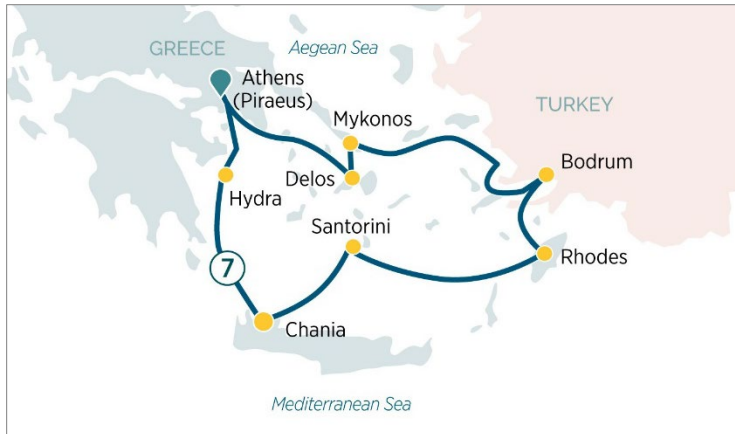 Aegean Sea
GREECE
Athens
(Piraeus)
TURKEY
Mykonos
Bodrum
Delos
Hydra
Santorini
Rhodes
7
Chania
Mediterranean Sea